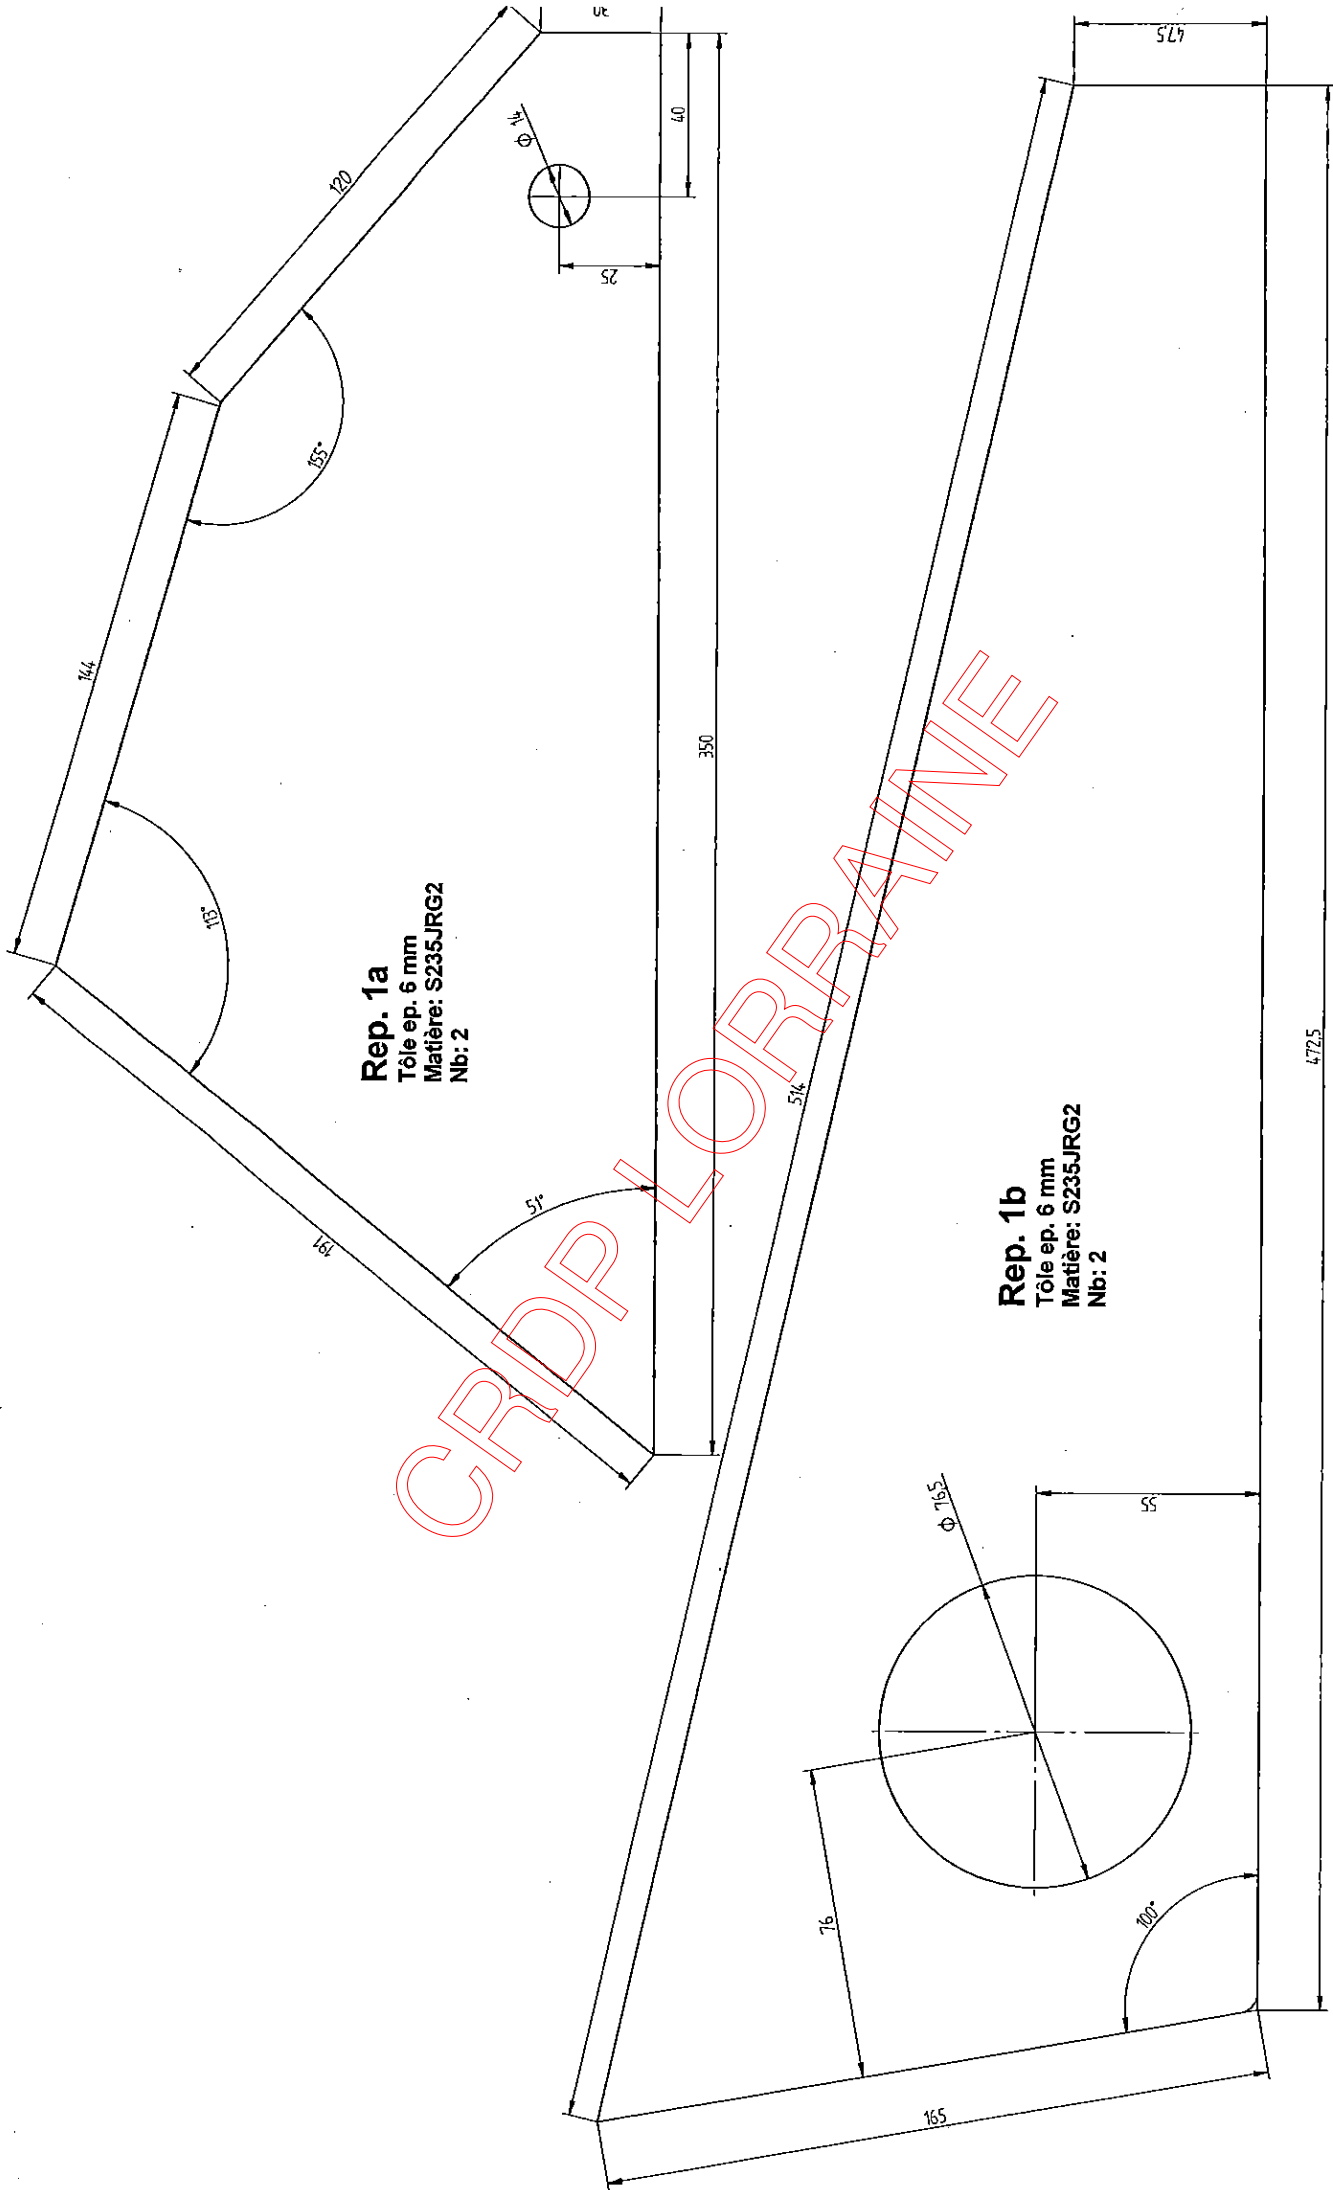 30
40
Φ 14
120
25
155°
144
350
113°
Rep. 1a
Tôle ep. 6 mm
Matière: S235JRG2
Nb: 2
51°
191
47,5
514
472,5
Rep. 1b
Tôle ep. 6 mm
Matière: S235JRG2
Nb: 2
Φ 76,5
55
76
100°
165
CRDP LORRAINE